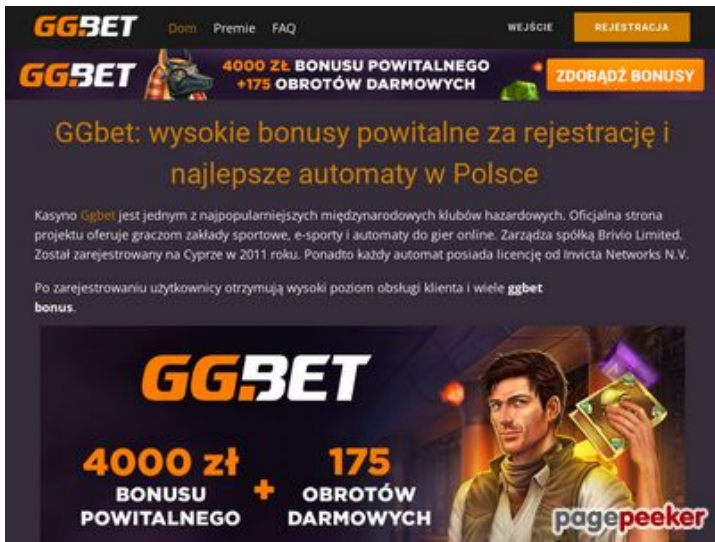 GGBET Dom Premie FAQ WEJŚCIE REJESTRACJA
GGBET 4000 ZŁ BONUSU POWITALNEGO
+175 OBROTÓW DARMOWYCH
ZDOBĄDŹ BONUSY
GGbet: wysokie bonusy powitalne za rejestrację i
najlepsze automaty w Polsce
Kasyno Ggbet jest jednym z najpopularniejszych międzynarodowych klubów hazardowych. Oficjalna strona
projektu oferuje graczom zakłady sportowe, e-sporty i automaty do gier online. Zarządza spółką Brivio Limited.
Został zarejestrowany na Cyprze w 2011 roku. Ponadto każdy automat posiada licencję od Invicta Networks N.V.
Po zarejestrowaniu użytkownicy otrzymują wysoki poziom obsługi klienta i wiele ggbet
bonus.
GGBET
4000 zł + 175
BONUSU OBROTÓW
POWITALNEGO DARMOWYCH
pagepeeker